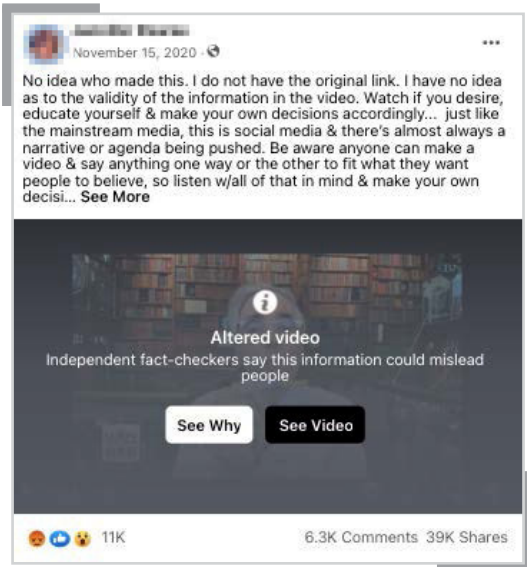 November 15, 2020 ·
No idea who made this. I do not have the original link. I have no idea
as to the validity of the information in the video. Watch if you desire,
educate yourself & make your own decisions accordingly... just like
the mainstream media, this is social media & there's almost always a
narrative or agenda being pushed. Be aware anyone can make a
video & say anything one way or the other to fit what they want
people to believe, so listen w/all of that in mind & make your own
decisi... See More
Altered video
Independent fact-checkers say this information could mislead
people
See Why See Video
11K 6.3K Comments 39K Shares